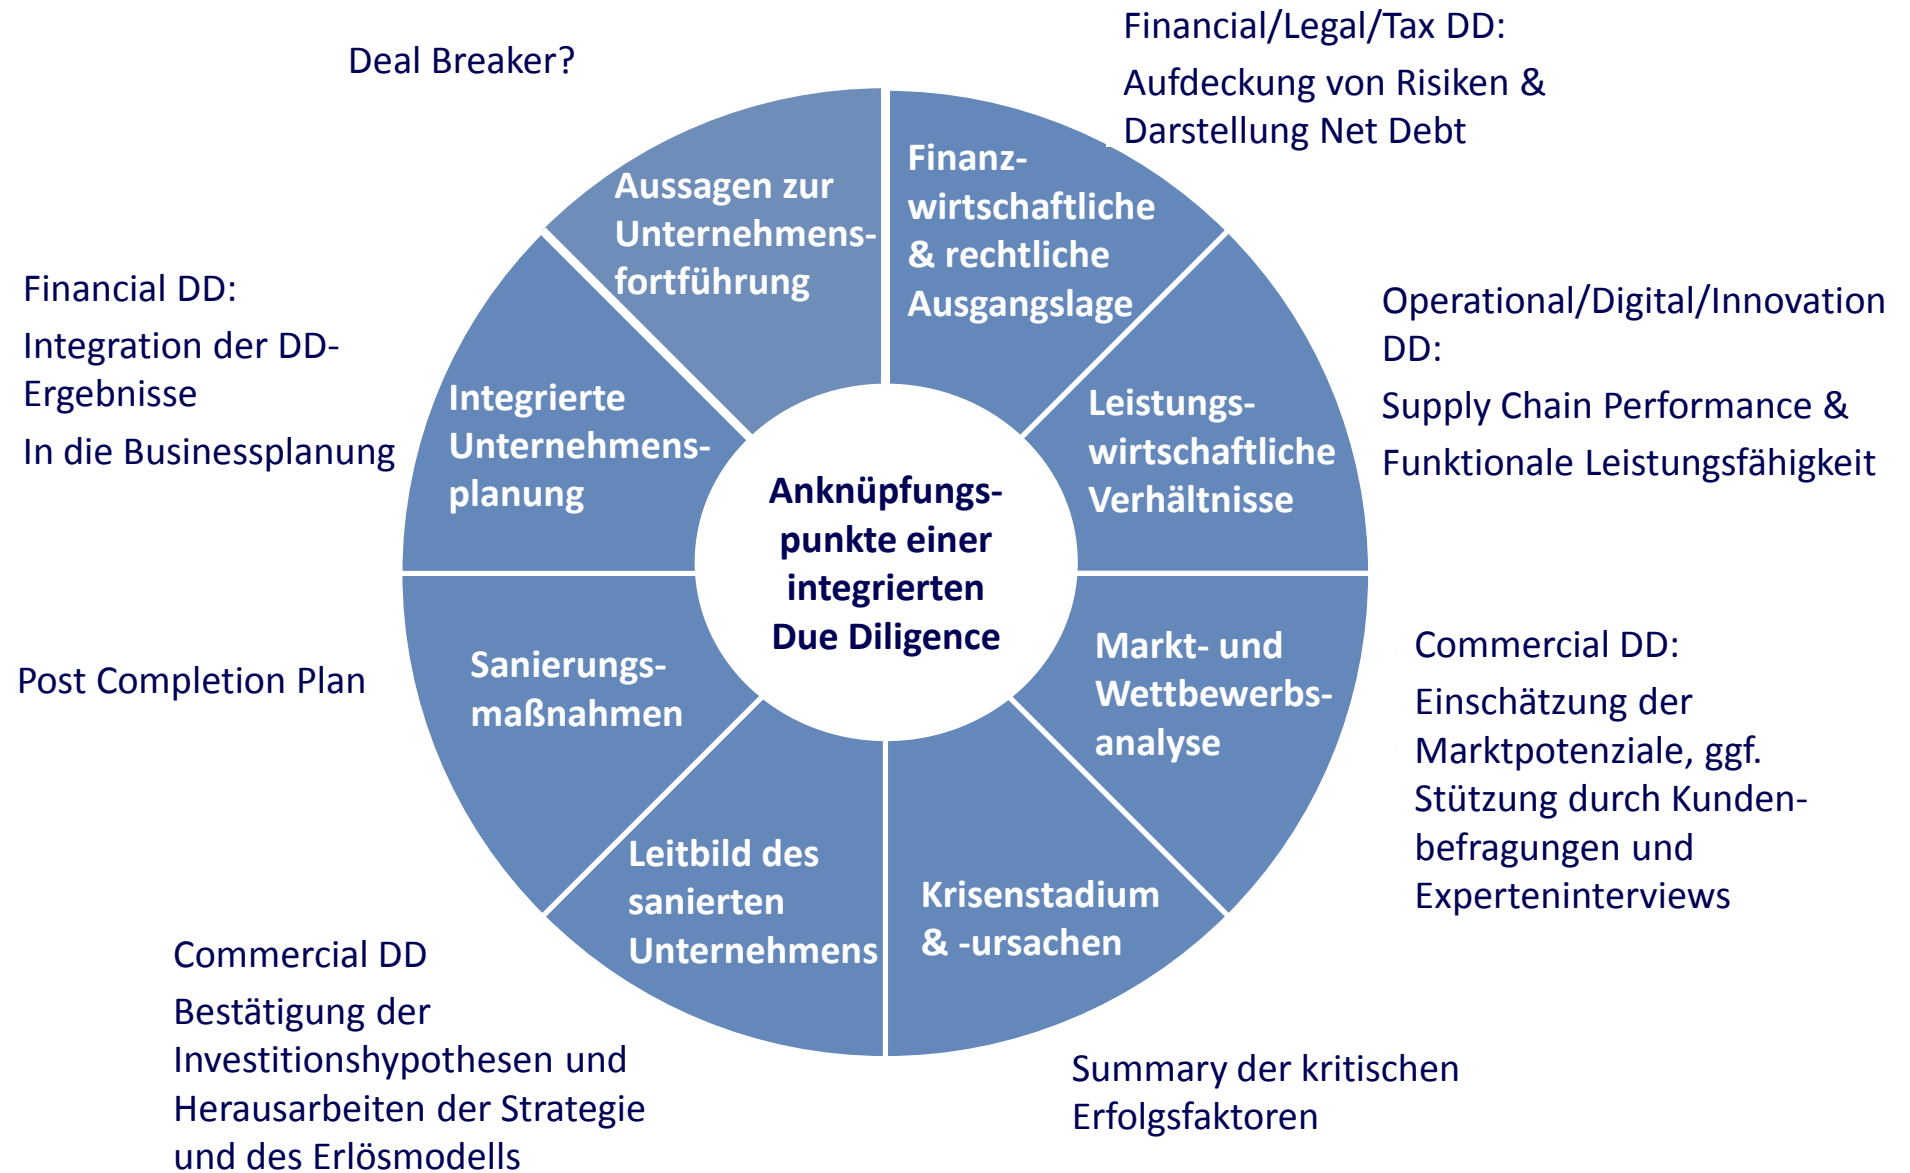 Deal Breaker?
Financial/Legal/Tax DD:
Aufdeckung von Risiken &
Darstellung Net Debt
Finanz-
wirtschaftliche
& rechtliche
Ausgangslage
Operational/Digital/Innovation
DD:
Supply Chain Performance &
Funktionale Leistungsfähigkeit
Leistungs-
wirtschaftliche
Verhältnisse
Commercial DD:
Einschätzung der
Marktpotenziale, ggf.
Stützung durch Kunden-
befragungen und
Experteninterviews
Markt- und
Wettbewerbs-
analyse
Krisenstadium
& -ursachen
Summary der kritischen
Erfolgsfaktoren
Leitbild des
sanierten
Unternehmens
Commercial DD
Bestätigung der
Investitionshypothesen und
Herausarbeiten der Strategie
und des Erlösmodells
Sanierungs-
maßnahmen
Post Completion Plan
Integrierte
Unternehmens-
planung
Financial DD:
Integration der DD-
Ergebnisse
In die Businessplanung
Aussagen zur
Unternehmens-
fortführung
Anknüpfungs-
punkte einer
integrierten
Due Diligence